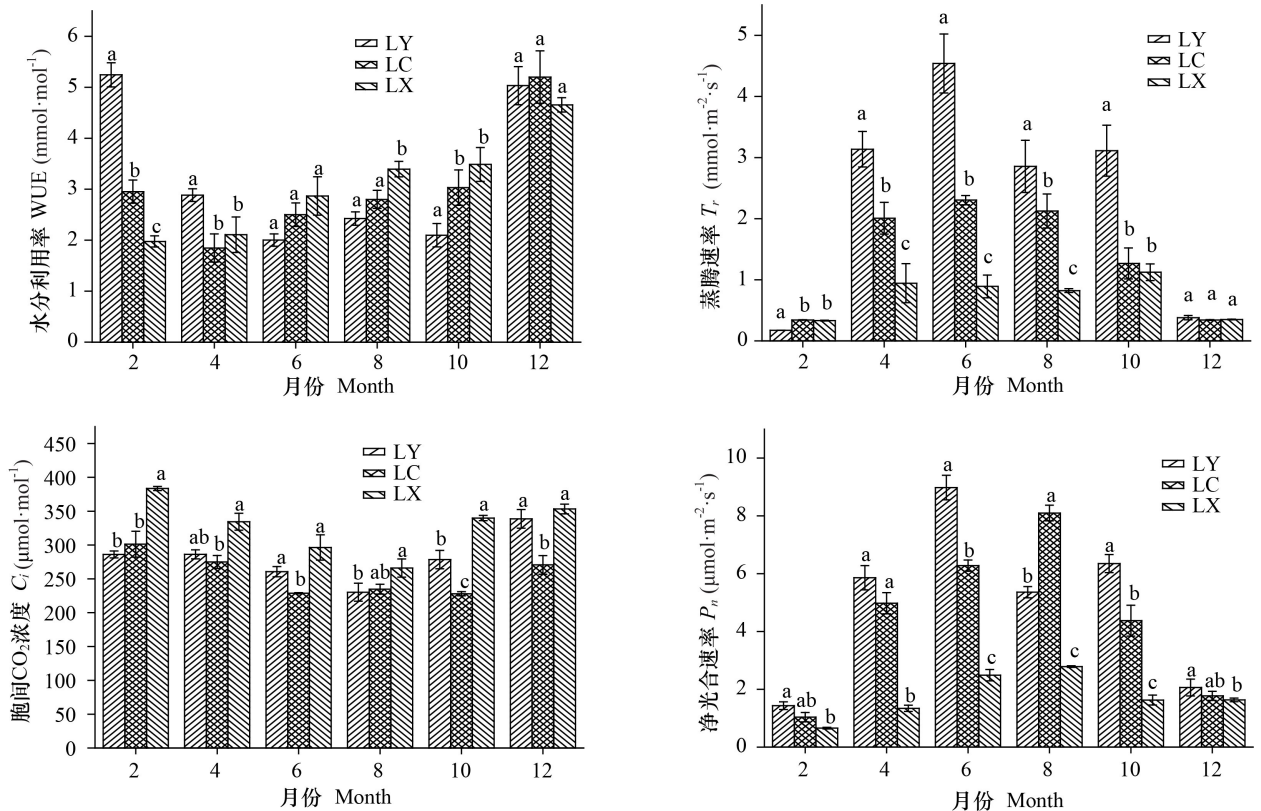 水分利用率 WUE (mmol·mol⁻¹)
6
5
4
3
2
1
0
LY
LC
LX
a
b
c
a
b
b
a
a
a
a
a
b
a
b
b
a
a
a
2
4
6
8
10
12
月份 Month
蒸腾速率 Tr (mmol·m⁻²·s⁻¹)
5
4
3
2
1
0
LY
LC
LX
a
b
b
a
b
c
a
b
c
a
b
c
a
b
b
a
a
a
2
4
6
8
10
12
月份 Month
胞间CO₂浓度 Ci (μmol·mol⁻¹)
450
400
350
300
250
200
150
100
50
0
LY
LC
LX
b
b
a
ab
b
a
a
b
a
b
ab
a
b
c
a
a
b
a
2
4
6
8
10
12
月份 Month
净光合速率 Pn (μmol·m⁻²·s⁻¹)
10
8
6
4
2
0
LY
LC
LX
a
ab
b
a
a
b
a
b
c
b
a
c
a
b
c
a
ab
b
2
4
6
8
10
12
月份 Month